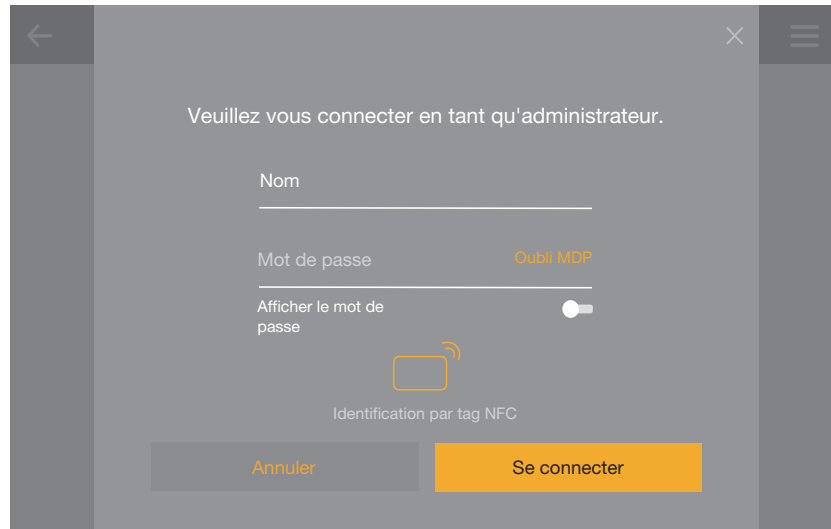 Veuillez vous connecter en tant qu'administrateur.
Nom
Mot de passe Oubli MDP
Afficher le mot de
passe
Identification par tag NFC
Annuler Se connecter